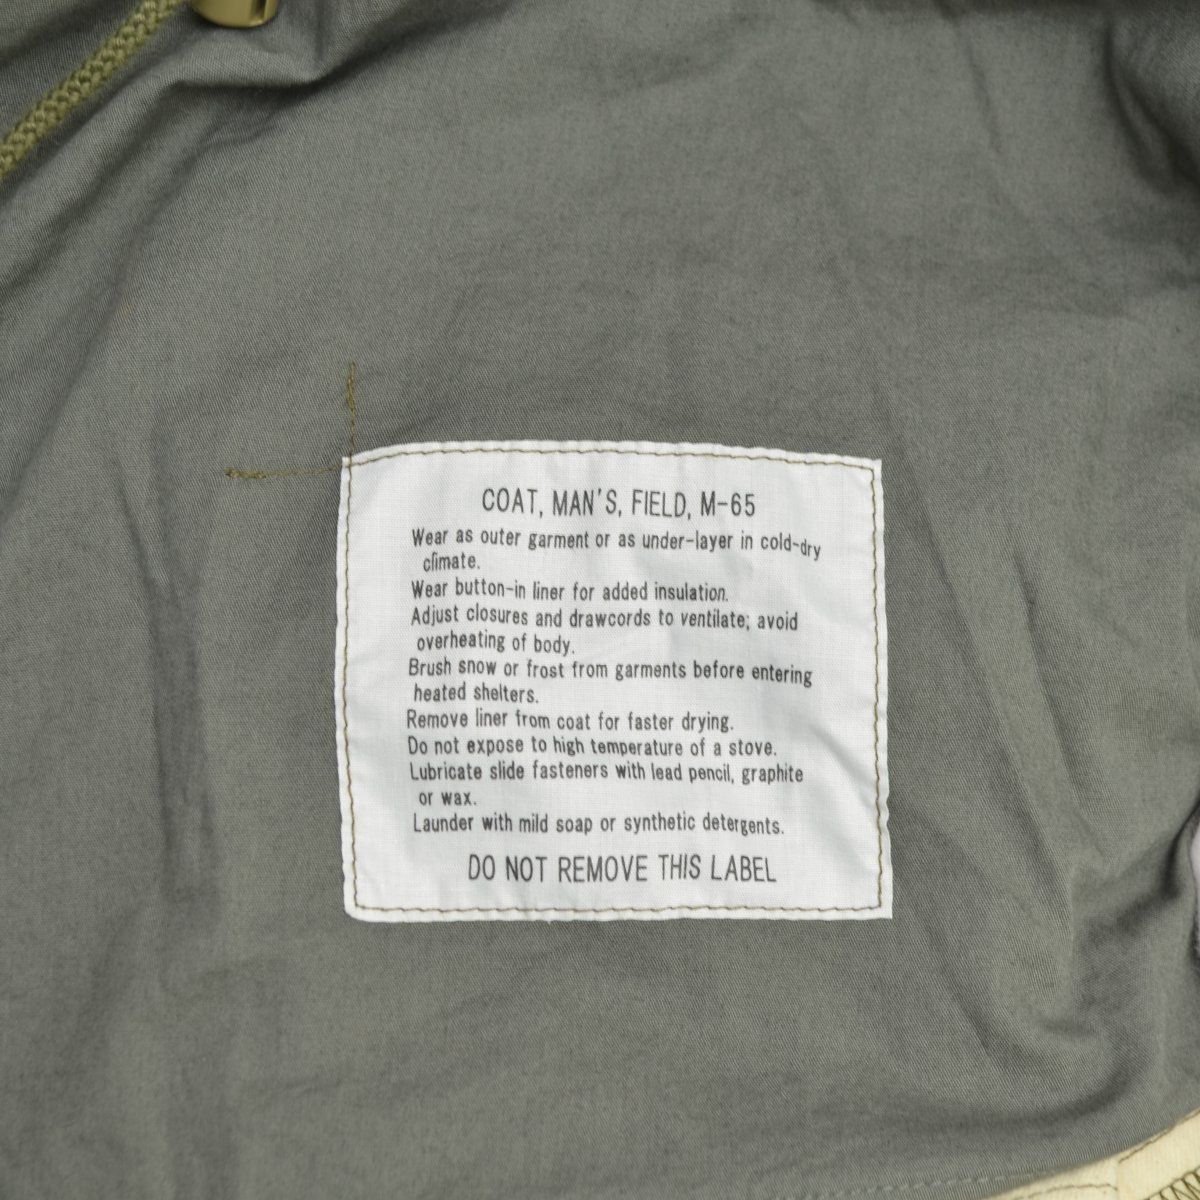 COAT, MAN'S, FIELD, M-65
Wear as outer garment or as under-layer in cold-dry
climate.
Wear button-in liner for added insulation.
Adjust closures and drawcords to ventilate; avoid
overheating of body.
Brush snow or frost from garments before entering
heated shelters.
Remove liner from coat for faster drying.
Do not expose to high temperature of a stove.
Lubricate slide fasteners with lead pencil, graphite
or wax.
Launder with mild soap or synthetic detergents.
DO NOT REMOVE THIS LABEL